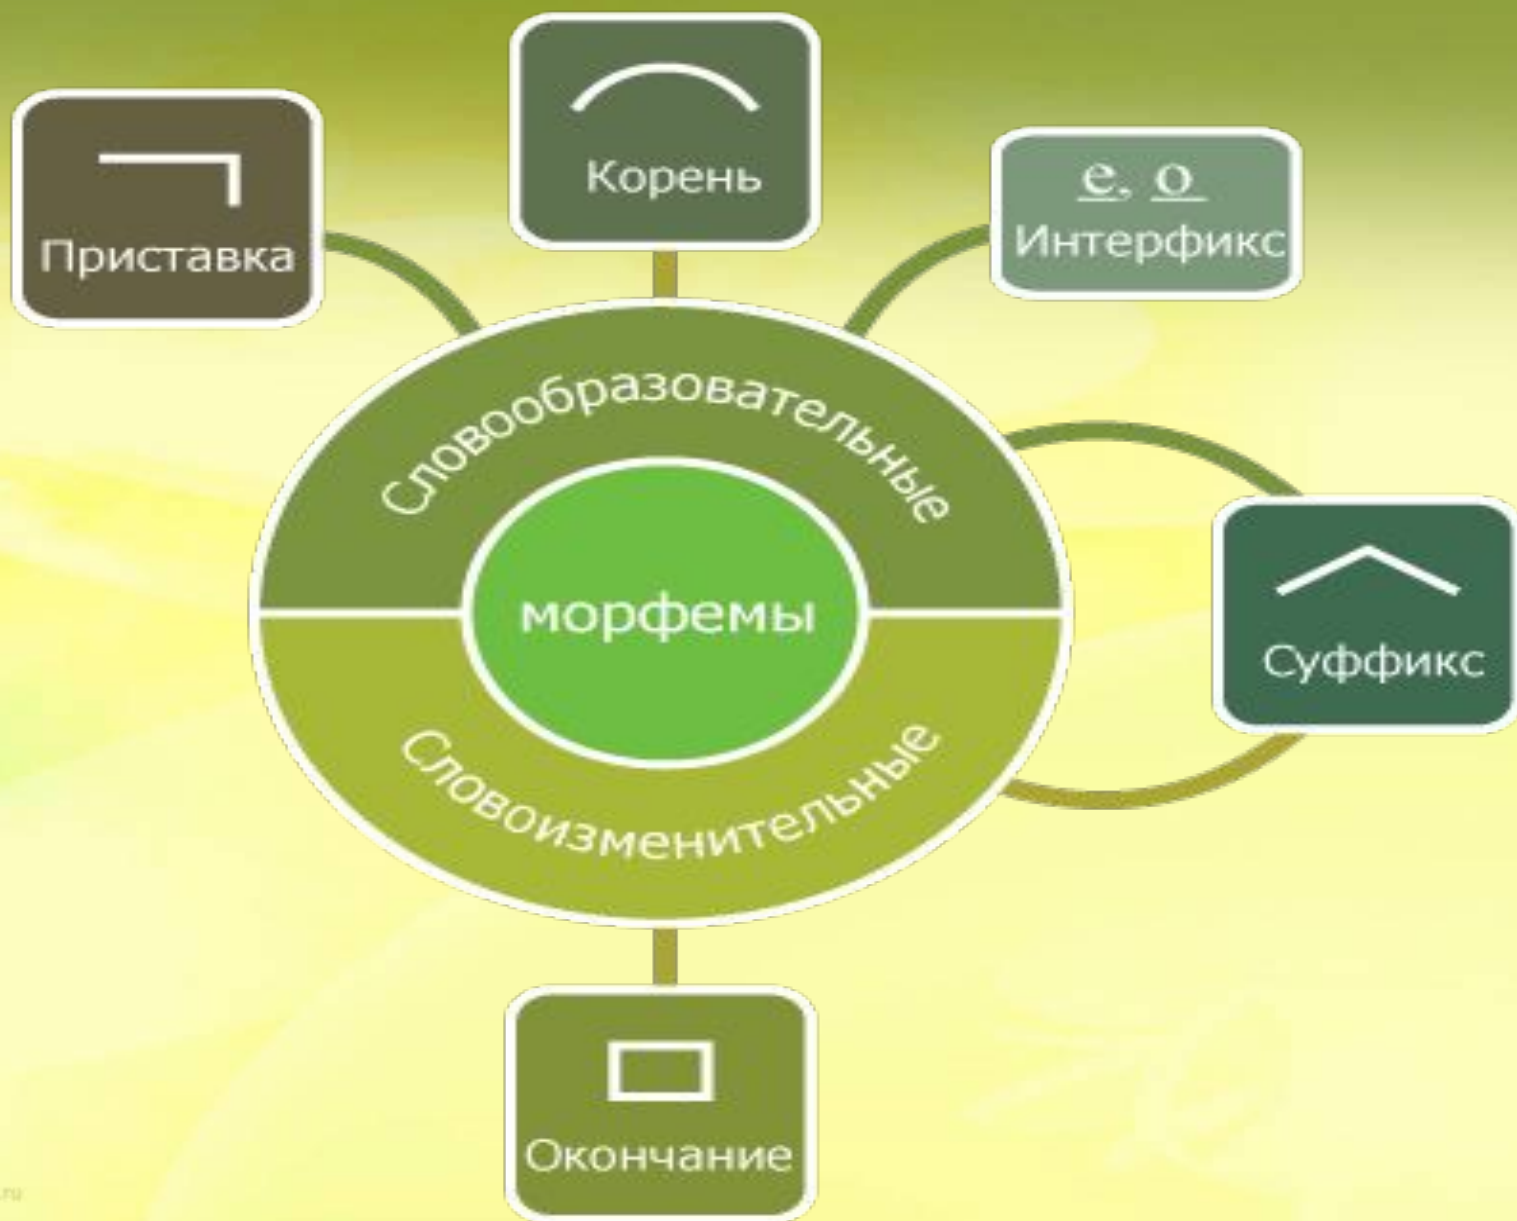 Корень
Приставка
е, о
Интерфикс
Словообразовательные
морфемы
Суффикс
Словоизменительные
Окончание